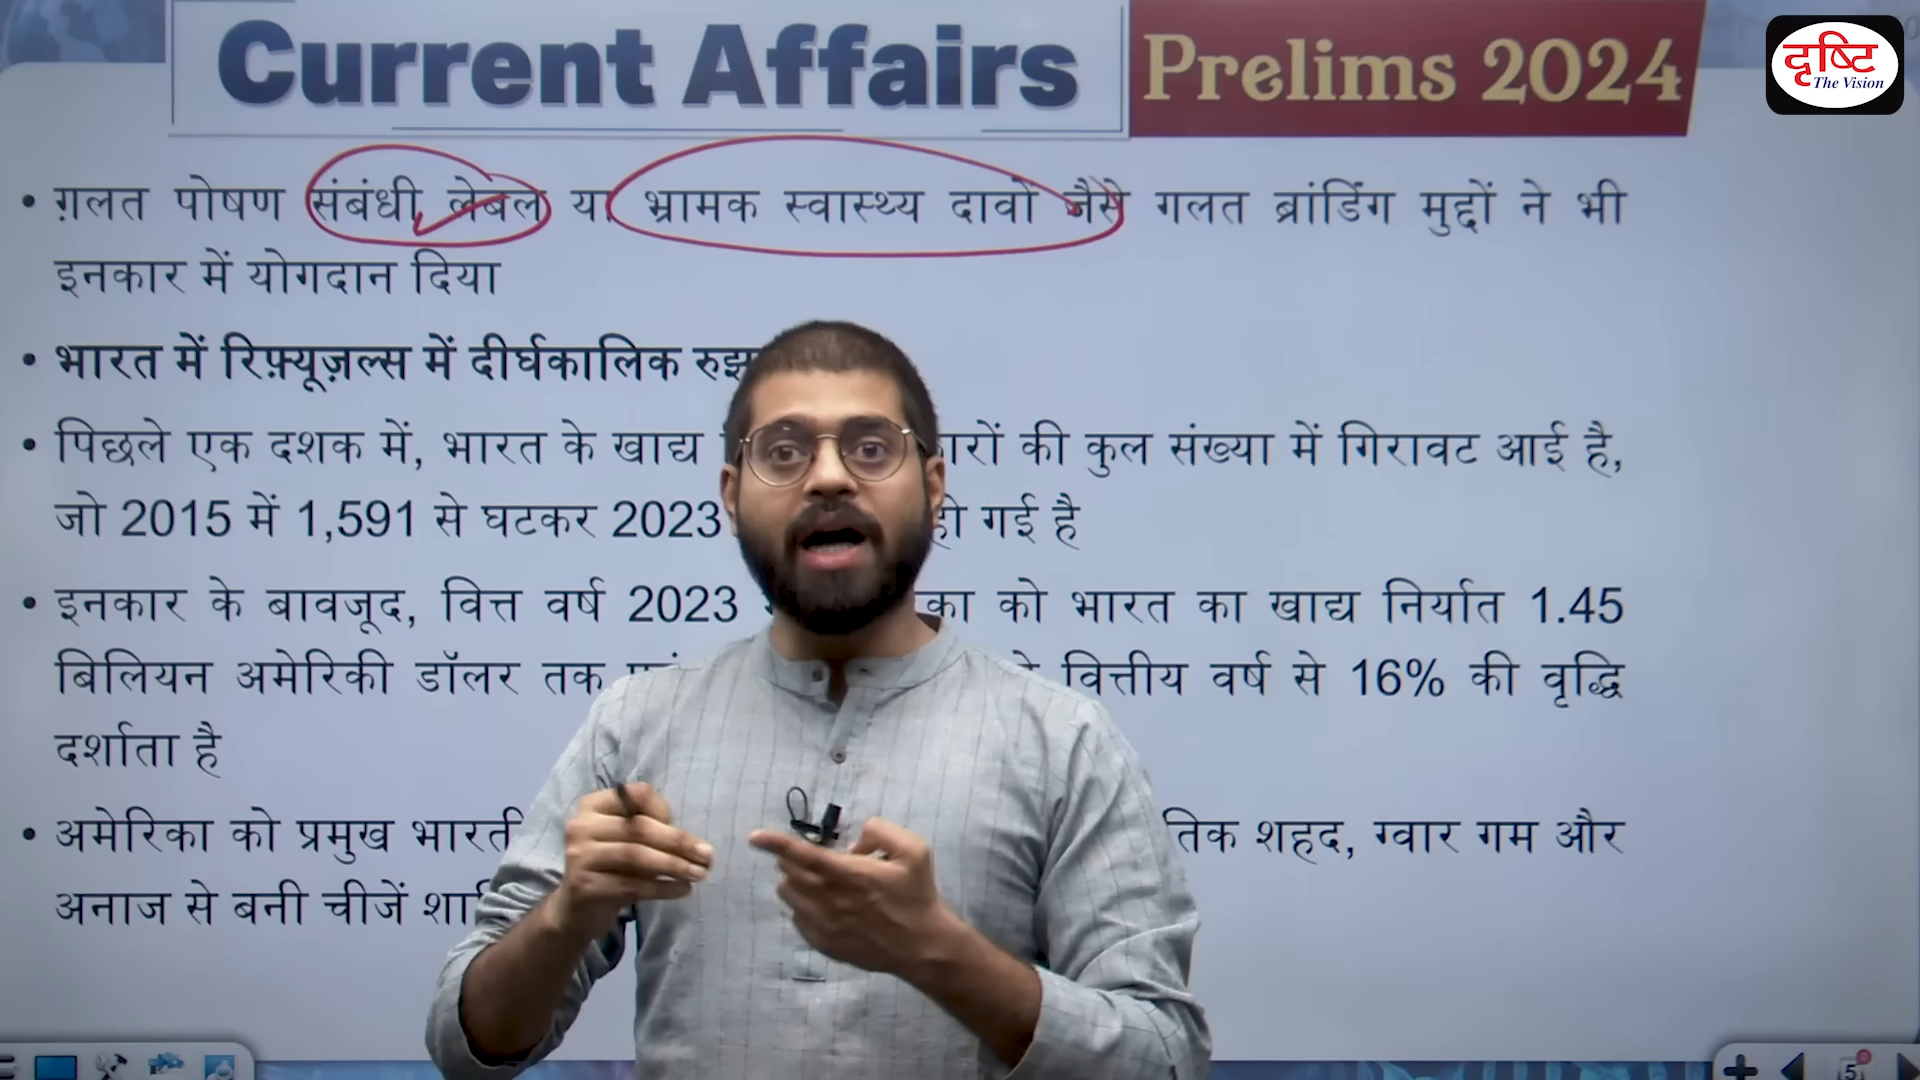 Current Affairs Prelims 2024
दृष्टि
The Vision
• ग़लत पोषण संबंधी लेबल या भ्रामक स्वास्थ्य दावों जैसे गलत ब्रांडिंग मुद्दों ने भी
इनकार में योगदान दिया
• भारत में रिफ़्यूज़ल्स में दीर्घकालिक
• पिछले एक दशक में, भारत के खाद्य की कुल संख्या में गिरावट आई है,
जो 2015 में 1,591 से घटकर 2023 हो गई है
• इनकार के बावजूद, वित्त वर्ष 2023 को भारत का खाद्य निर्यात 1.45
बिलियन अमेरिकी डॉलर तक वित्तीय वर्ष से 16% की वृद्धि
दर्शाता है
• अमेरिका को प्रमुख शहद, ग्वार गम और
अनाज से बनी चीजें
5